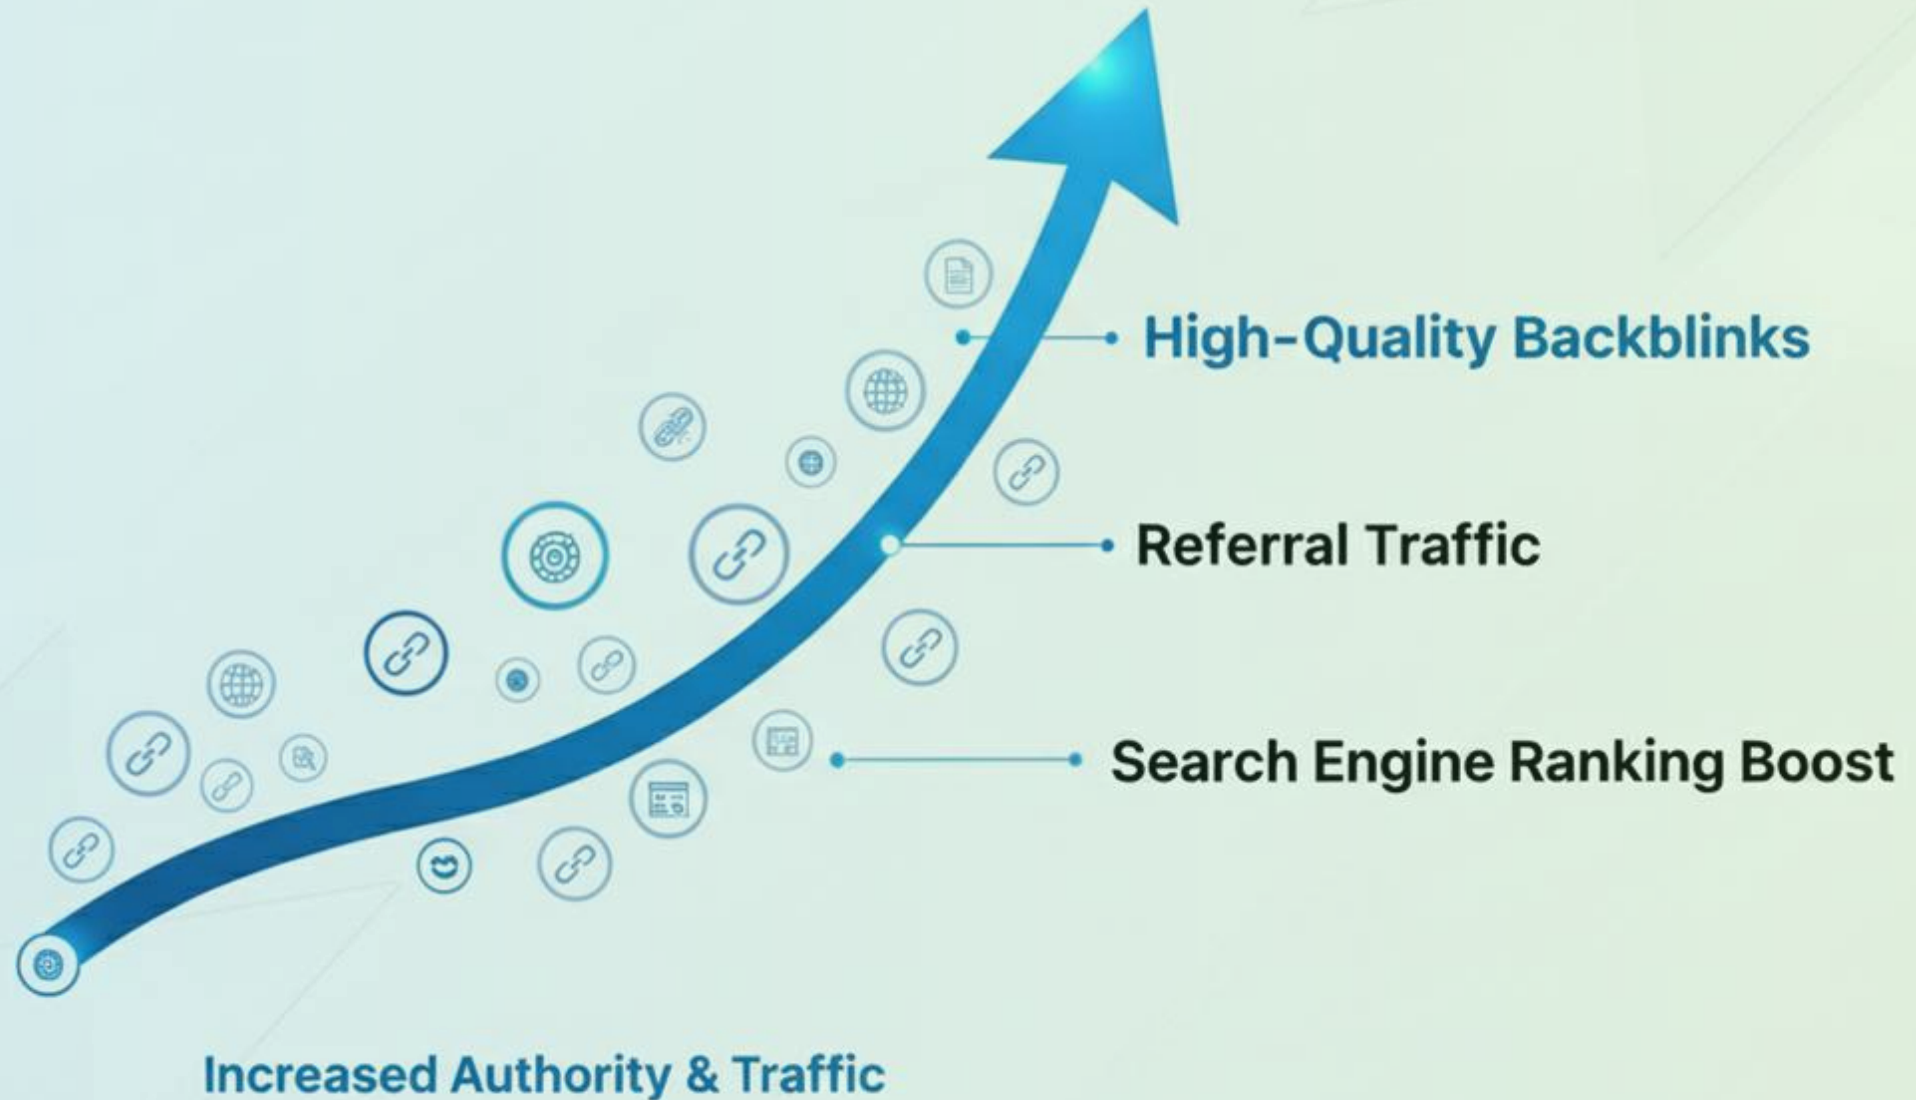 High-Quality Backblinks
Referral Traffic
Search Engine Ranking Boost
Increased Authority & Traffic